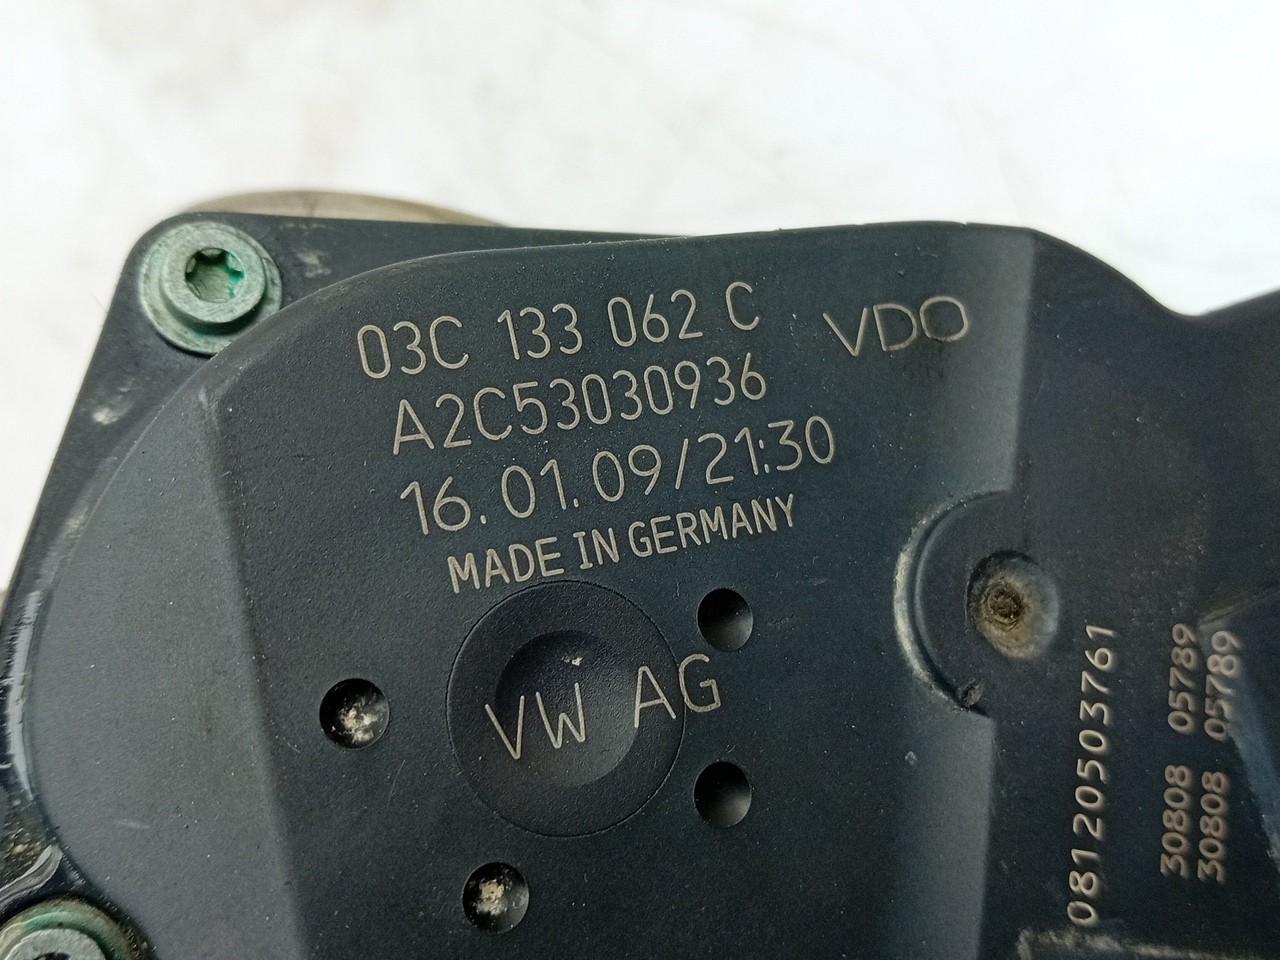 03C 133 062 C VDO
A2C53030936
16.01.09/21:30
MADE IN GERMANY
VW AG
08120503761
30808 05789
30808 05789